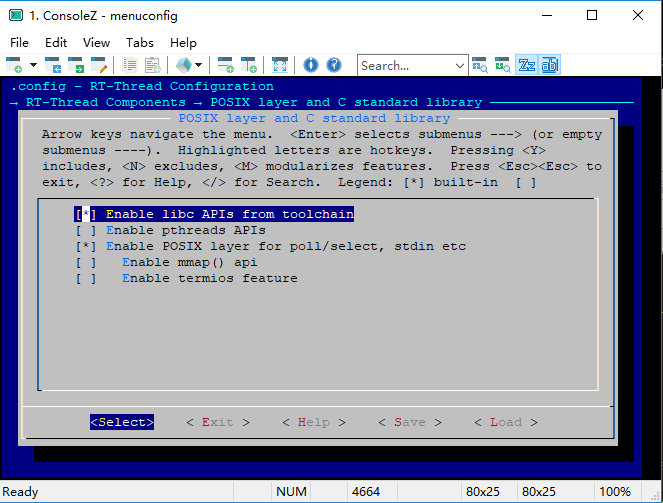 1. ConsoleZ - menuconfig
File Edit View Tabs Help
Search...
.config - RT-Thread Configuration
→ RT-Thread Components → POSIX layer and C standard library
POSIX layer and C standard library
Arrow keys navigate the menu. <Enter> selects submenus ---> (or empty
submenus ----). Highlighted letters are hotkeys. Pressing <Y>
includes, <N> excludes, <M> modularizes features. Press <Esc><Esc> to
exit, <?> for Help, </> for Search. Legend: [*] built-in [ ]
[*] Enable libc APIs from toolchain
[ ] Enable pthreads APIs
[*] Enable POSIX layer for poll/select, stdin etc
[ ] Enable mmap() api
[ ] Enable termios feature
<Select> < Exit > < Help > < Save > < Load >
Ready NUM 4664 80x25 80x25 100%